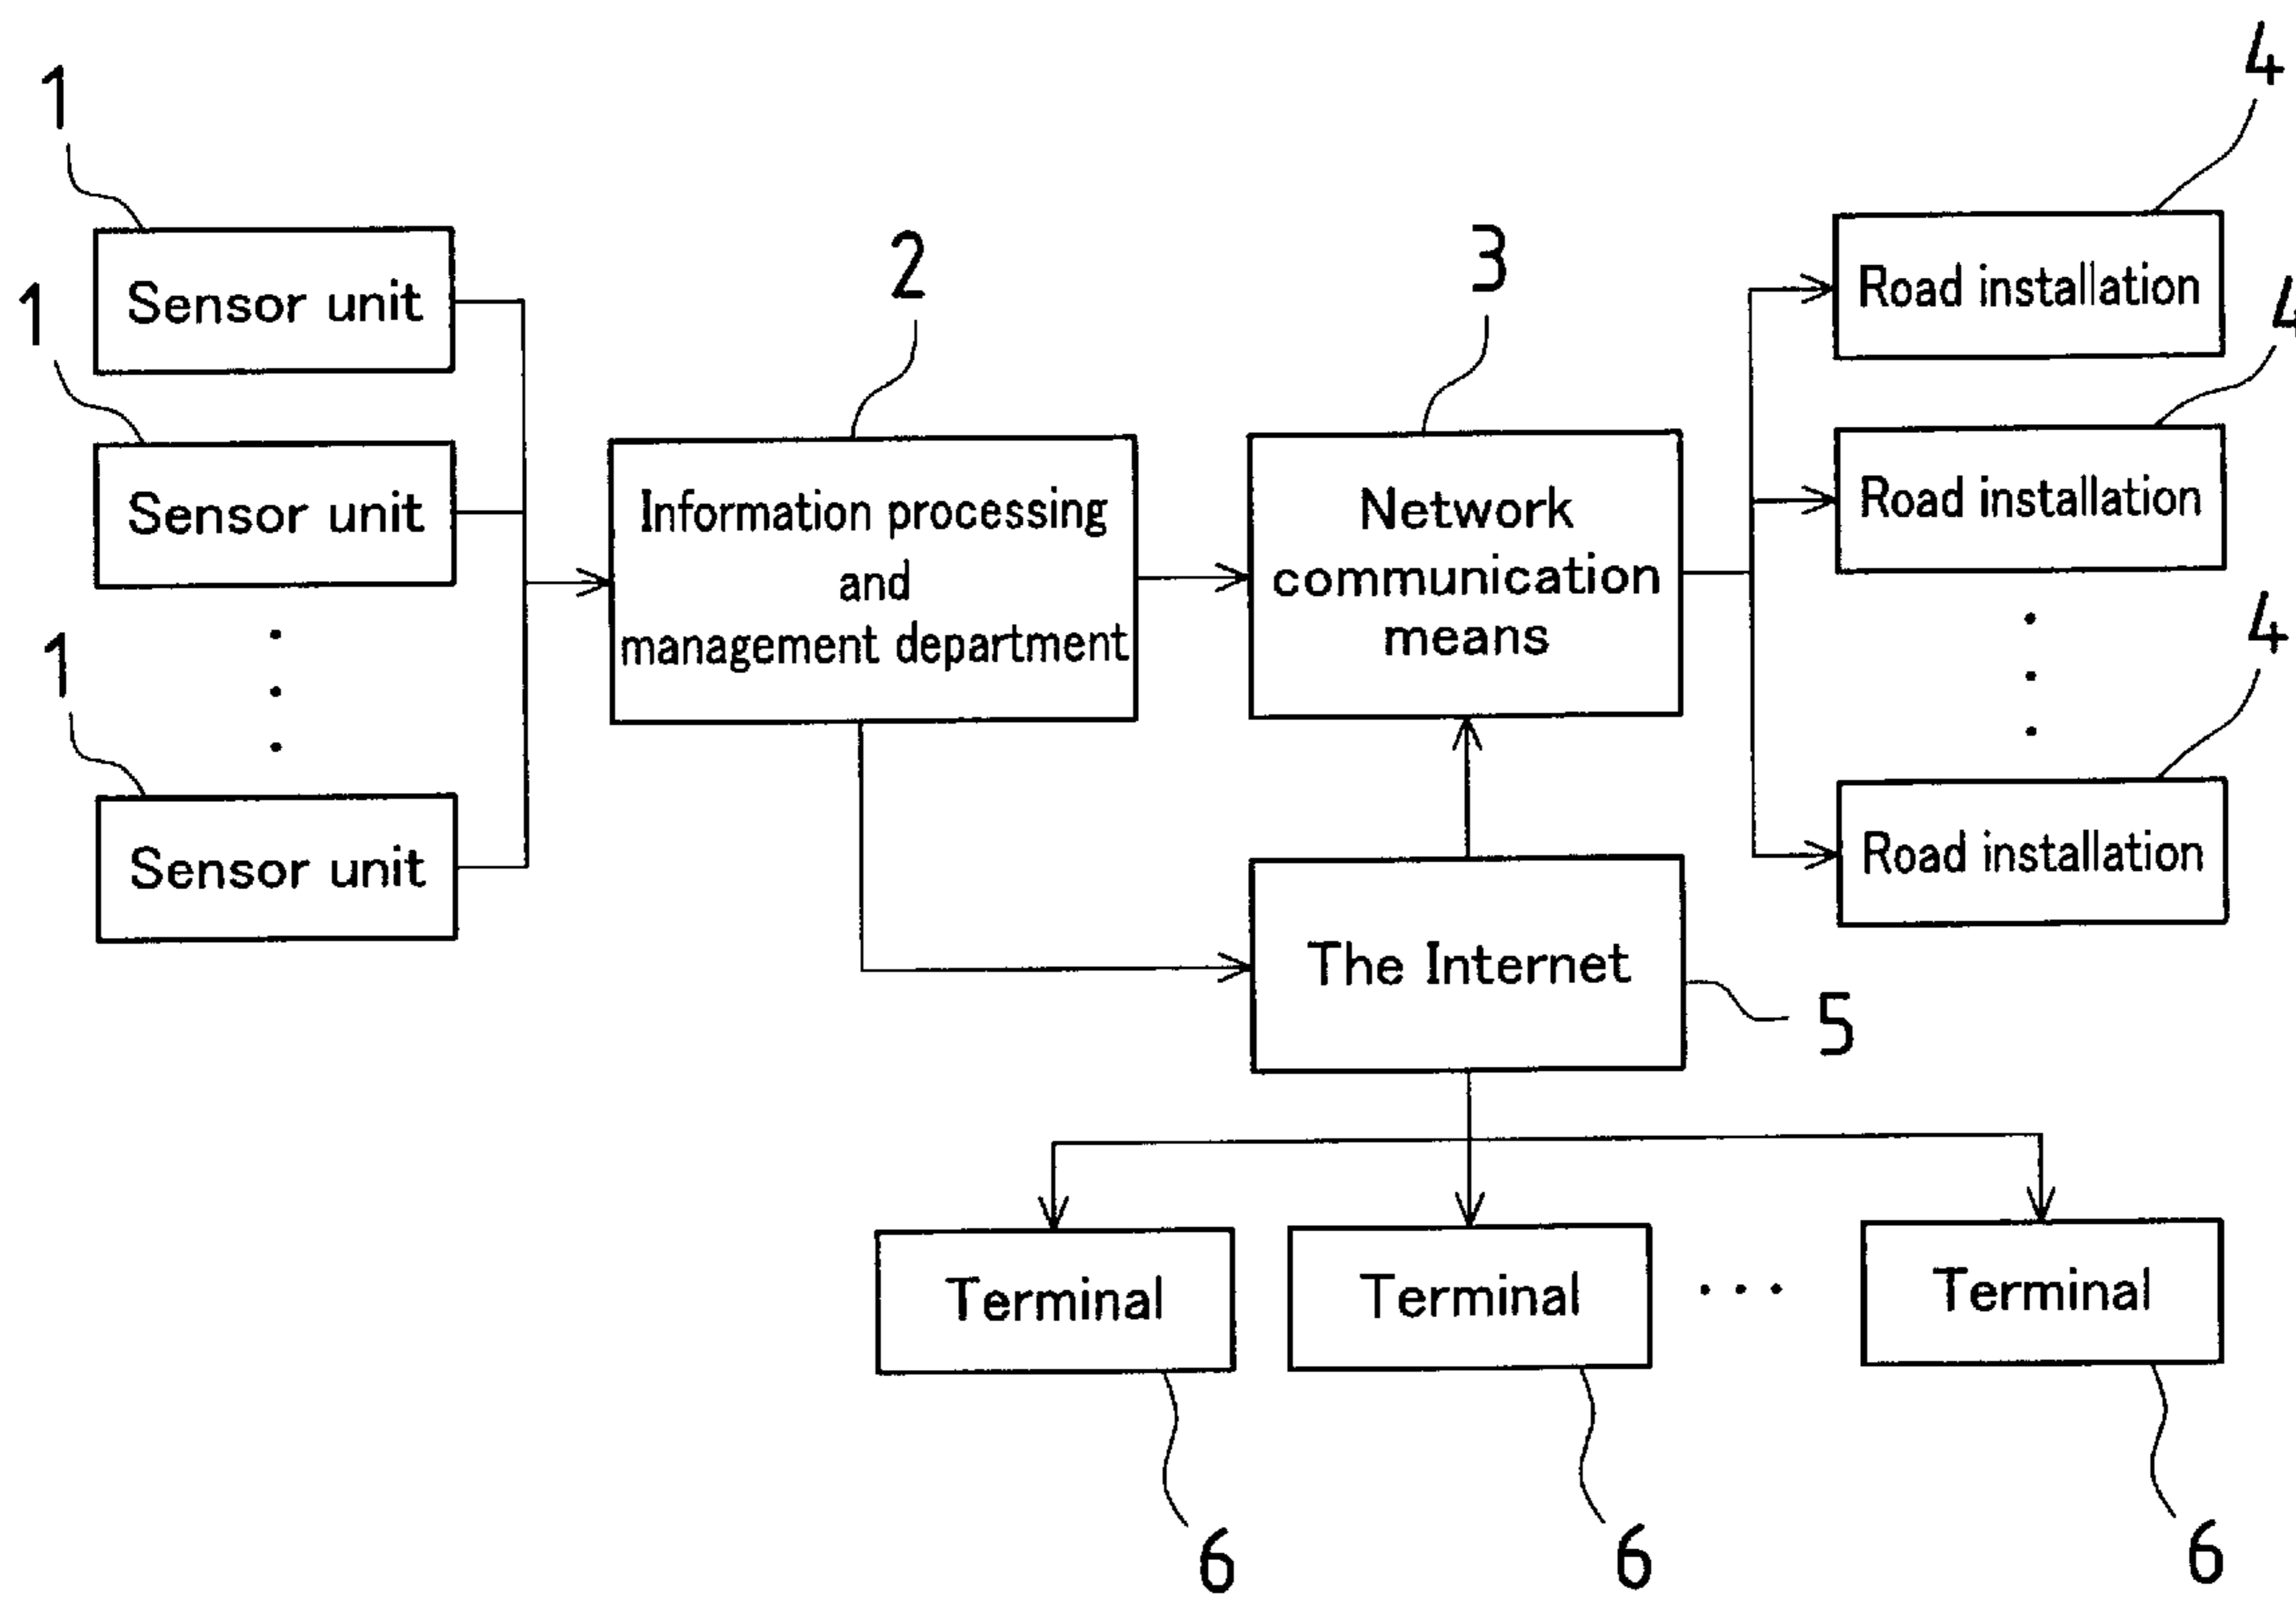 1
4
Sensor unit
2
3
Road installation
1
4
Sensor unit
Information processing
and
management department
Network
communication
means
Road installation
1
4
Sensor unit
Road installation
The Internet
5
Terminal
Terminal
. . .
Terminal
6
6
6